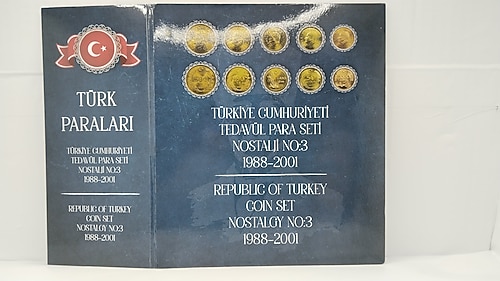 TÜRK
PARALARI
TÜRKİYE CUMHURİYETİ
TEDAVÜL PARA SETİ
NOSTALJİ NO:3
1988-2001
REPUBLIC OF TURKEY
COIN SET
NOSTALGY NO:3
1988-2001
TÜRKİYE CUMHURİYETİ
TEDAVÜL PARA SETİ
NOSTALJİ NO:3
1988-2001
REPUBLIC OF TURKEY
COIN SET
NOSTALGY NO:3
1988-2001